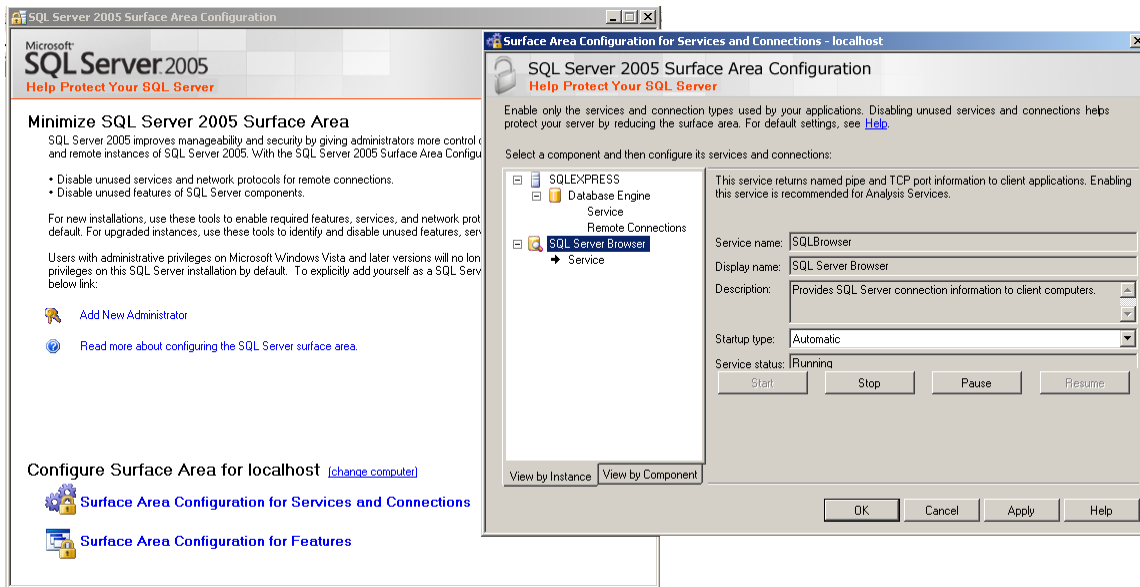 SQL Server 2005 Surface Area Configuration
Microsoft
SQL Server 2005
Help Protect Your SQL Server
Minimize SQL Server 2005 Surface Area
SQL Server 2005 improves manageability and security by giving administrators more control
and remote instances of SQL Server 2005. With the SQL Server 2005 Surface Area Configu
• Disable unused services and network protocols for remote connections.
• Disable unused features of SQL Server components.
For new installations, use these tools to enable required features, services, and network prot
default. For upgraded instances, use these tools to identify and disable unused features, serv
Users with administrative privileges on Microsoft Windows Vista and later versions will no lon
privileges on this SQL Server installation by default. To explicitly add yourself as a SQL Serv
below link:
Add New Administrator
Read more about configuring the SQL Server surface area.
Configure Surface Area for localhost (change computer)
Surface Area Configuration for Services and Connections
Surface Area Configuration for Features
Surface Area Configuration for Services and Connections - localhost
SQL Server 2005 Surface Area Configuration
Help Protect Your SQL Server
Enable only the services and connection types used by your applications. Disabling unused services and connections helps
protect your server by reducing the surface area. For default settings, see Help.
Select a component and then configure its services and connections:
SQLEXPRESS
Database Engine
Service
Remote Connections
SQL Server Browser
Service
View by Instance
View by Component
This service returns named pipe and TCP port information to client applications. Enabling
this service is recommended for Analysis Services.
Service name: SQLBrowser
Display name: SQL Server Browser
Description: Provides SQL Server connection information to client computers.
Startup type: Automatic
Service status: Running
Start Stop Pause Resume
OK Cancel Apply Help